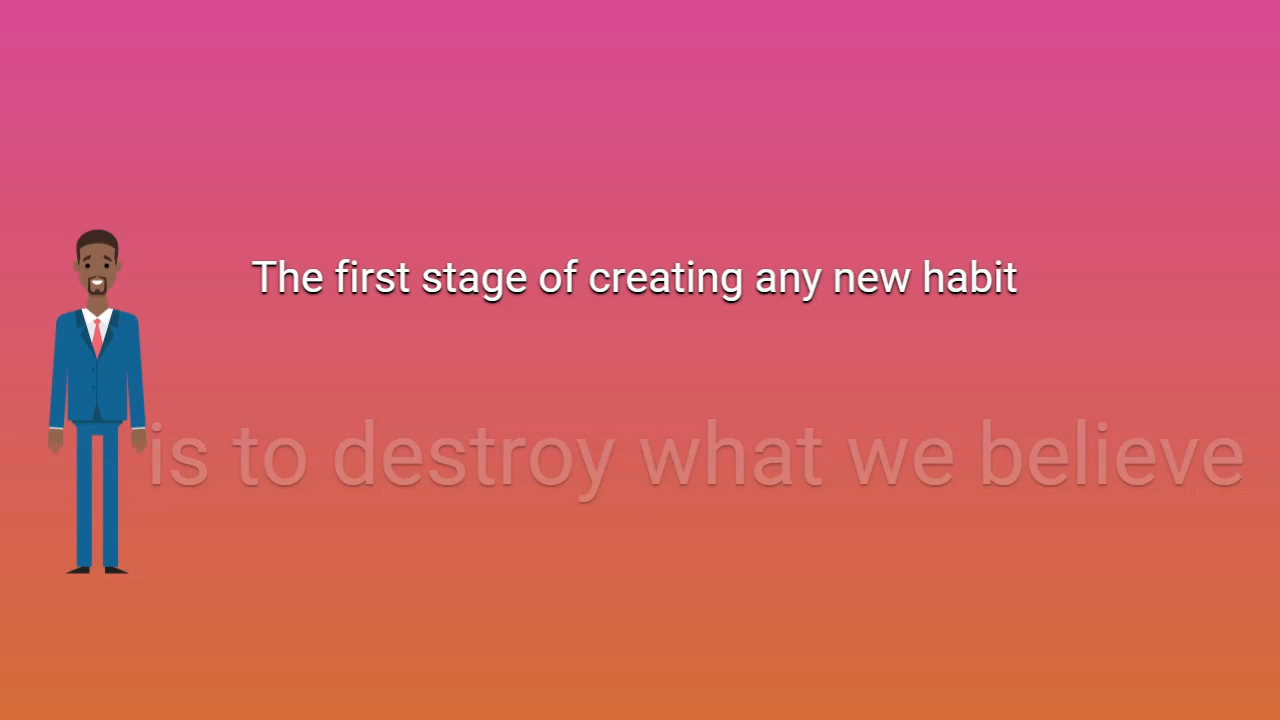 The first stage of creating any new habit
is to destroy what we believe